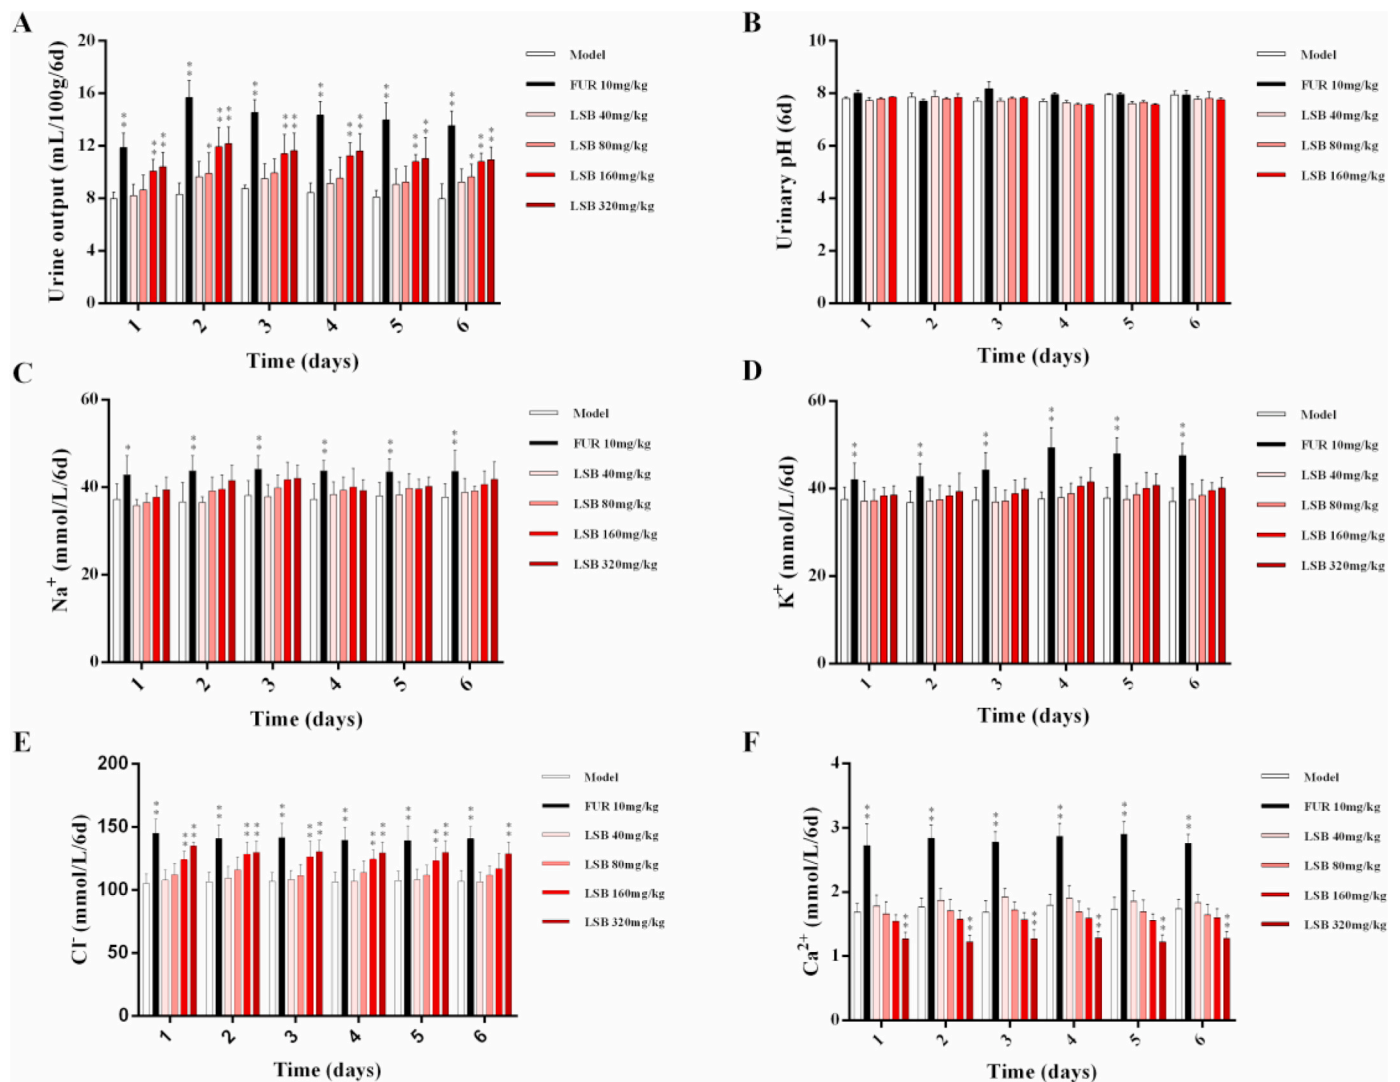 A
Urine output (mL/100g/6d)
20
16
12
8
4
0
** ** ** ** * ** ** ** ** ** ** ** ** ** ** ** ** ** * ** **
1 2 3 4 5 6
Time (days)
Model
FUR 10mg/kg
LSB 40mg/kg
LSB 80mg/kg
LSB 160mg/kg
LSB 320mg/kg
B
Urinary pH (6d)
10
8
6
4
2
0
1 2 3 4 5 6
Time (days)
Model
FUR 10mg/kg
LSB 40mg/kg
LSB 80mg/kg
LSB 160mg/kg
C
Na+ (mmol/L/6d)
60
40
20
0
* ** ** ** ** **
1 2 3 4 5 6
Time (days)
Model
FUR 10mg/kg
LSB 40mg/kg
LSB 80mg/kg
LSB 160mg/kg
LSB 320mg/kg
D
K+ (mmol/L/6d)
60
40
20
0
** ** ** ** ** **
1 2 3 4 5 6
Time (days)
Model
FUR 10mg/kg
LSB 40mg/kg
LSB 80mg/kg
LSB 160mg/kg
LSB 320mg/kg
E
Cl- (mmol/L/6d)
200
150
100
50
0
** ** ** ** ** ** ** ** ** ** ** ** ** ** ** ** **
1 2 3 4 5 6
Time (days)
Model
FUR 10mg/kg
LSB 40mg/kg
LSB 80mg/kg
LSB 160mg/kg
LSB 320mg/kg
F
Ca2+ (mmol/L/6d)
4
3
2
1
0
** ** ** ** ** ** ** ** ** ** ** **
1 2 3 4 5 6
Time (days)
Model
FUR 10mg/kg
LSB 40mg/kg
LSB 80mg/kg
LSB 160mg/kg
LSB 320mg/kg